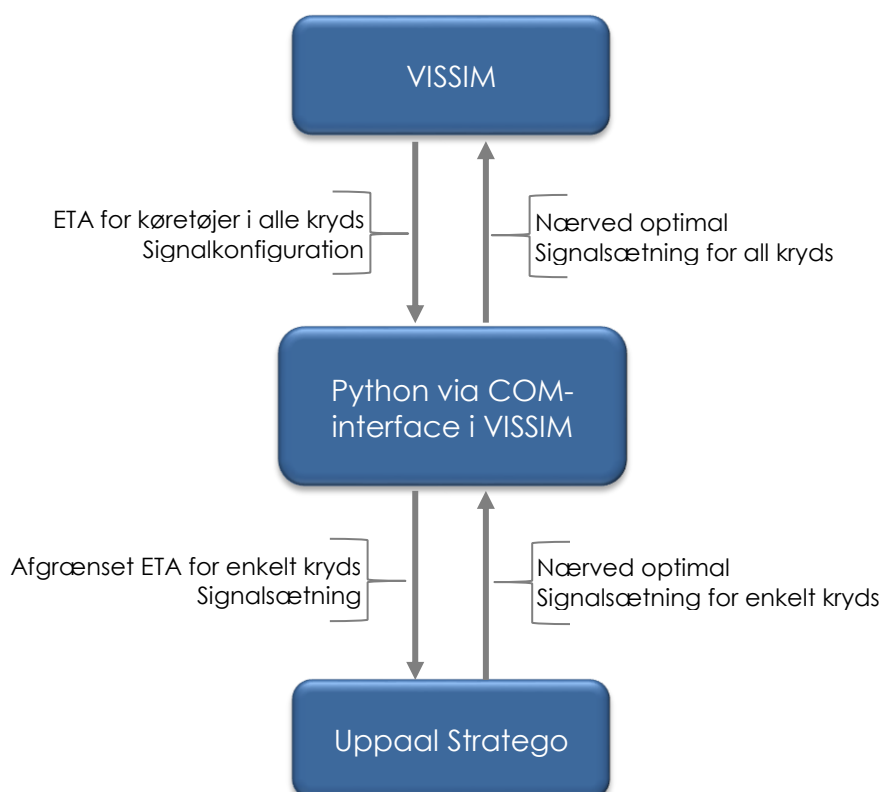 VISSIM
ETA for køretøjer i alle kryds
Signalkonfiguration
Nærved optimal
Signalsætning for all kryds
Python via COM-
interface i VISSIM
Afgrænset ETA for enkelt kryds
Signalsætning
Nærved optimal
Signalsætning for enkelt kryds
Uppaal Stratego